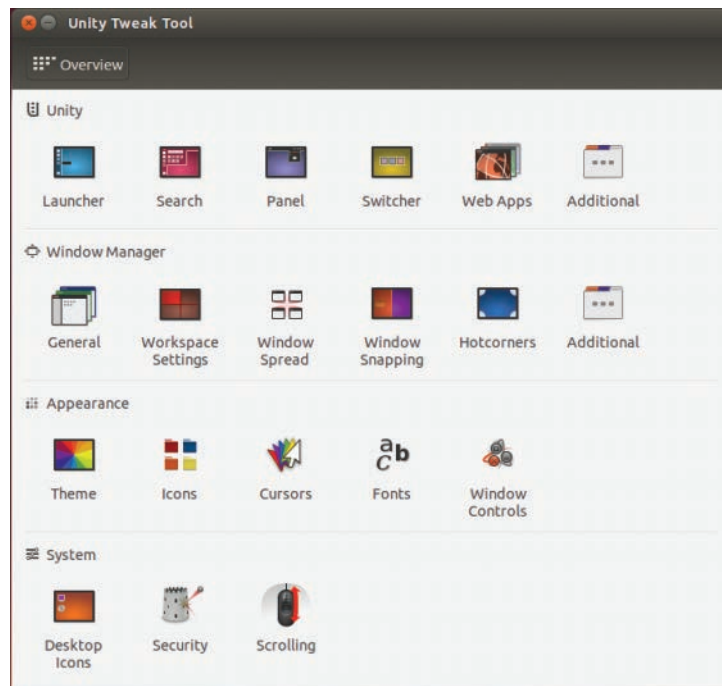 Unity Tweak Tool
Overview
Unity
Launcher Search Panel Switcher Web Apps Additional
Window Manager
General Workspace Window Window Hotcorners Additional
Settings Spread Snapping
Appearance
Theme Icons Cursors Fonts Window
Controls
a b
c
System
Desktop Security Scrolling
Icons